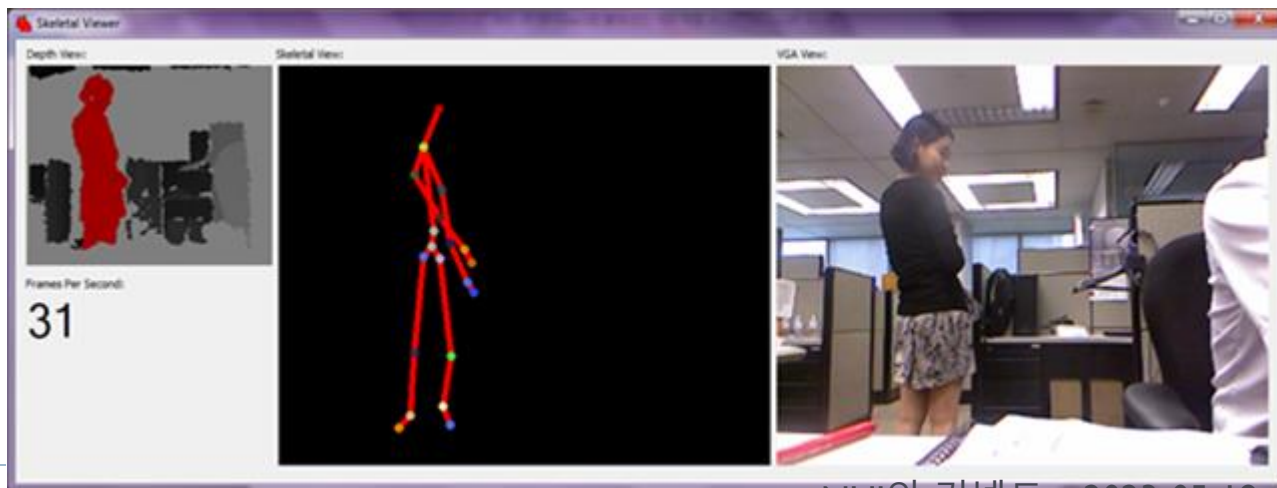 Skeletal Viewer
Depth View:
Skeletal View:
VGA View:
Frames Per Second:
31